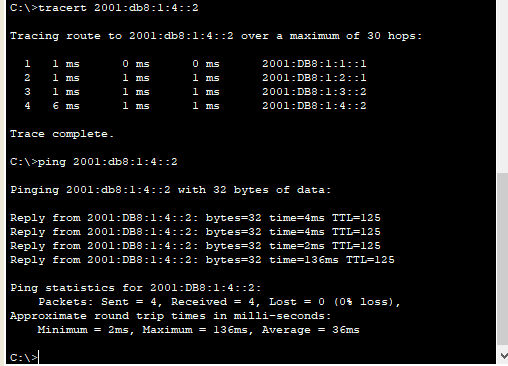 C:\>tracert 2001:db8:1:4::2
Tracing route to 2001:db8:1:4::2 over a maximum of 30 hops:
1 1 ms 0 ms 0 ms 2001:DB8:1:1::1
2 1 ms 1 ms 1 ms 2001:DB8:1:2::1
3 1 ms 1 ms 1 ms 2001:DB8:1:3::2
4 6 ms 1 ms 1 ms 2001:DB8:1:4::2
Trace complete.
C:\>ping 2001:db8:1:4::2
Pinging 2001:db8:1:4::2 with 32 bytes of data:
Reply from 2001:DB8:1:4::2: bytes=32 time=4ms TTL=125
Reply from 2001:DB8:1:4::2: bytes=32 time=4ms TTL=125
Reply from 2001:DB8:1:4::2: bytes=32 time=2ms TTL=125
Reply from 2001:DB8:1:4::2: bytes=32 time=136ms TTL=125
Ping statistics for 2001:DB8:1:4::2:
Packets: Sent = 4, Received = 4, Lost = 0 (0% loss),
Approximate round trip times in milli-seconds:
Minimum = 2ms, Maximum = 136ms, Average = 36ms
C:\>